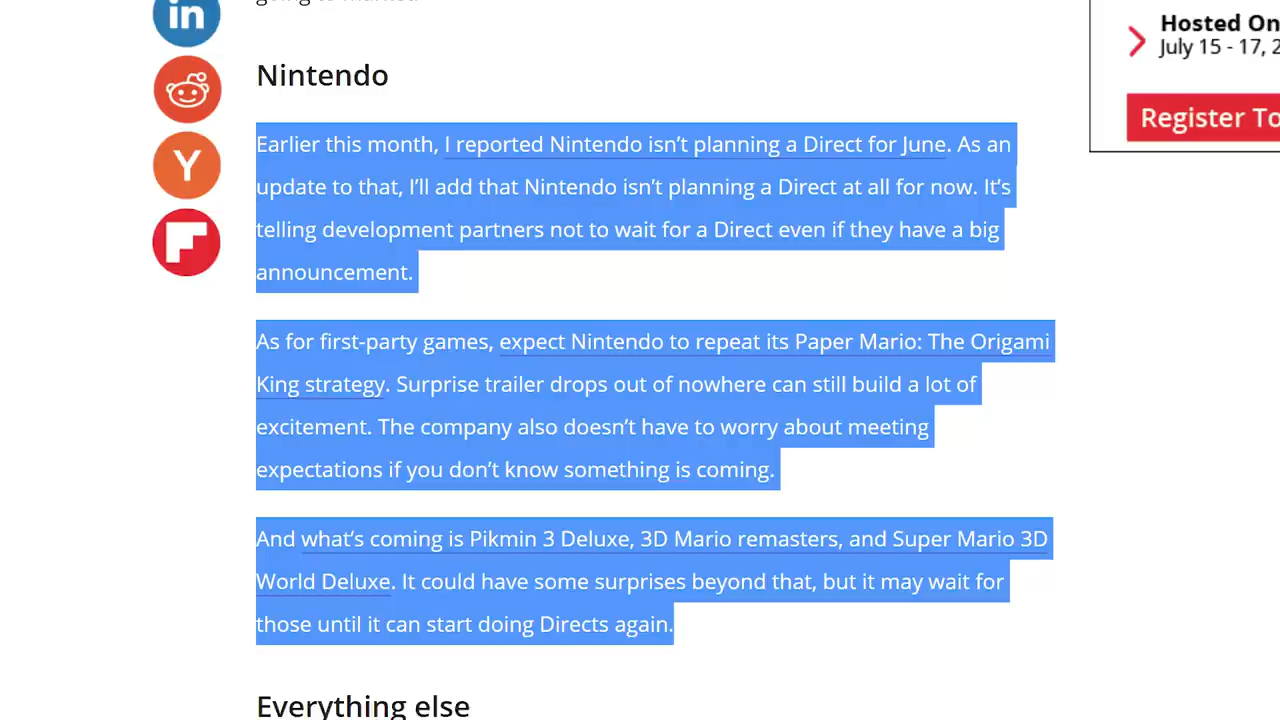 in
Hosted On
July 15 - 17, 2
Nintendo
Register To
Y
Earlier this month, I reported Nintendo isn’t planning a Direct for June. As an
update to that, I’ll add that Nintendo isn’t planning a Direct at all for now. It’s
telling development partners not to wait for a Direct even if they have a big
announcement.
As for first-party games, expect Nintendo to repeat its Paper Mario: The Origami
King strategy. Surprise trailer drops out of nowhere can still build a lot of
excitement. The company also doesn’t have to worry about meeting
expectations if you don’t know something is coming.
And what’s coming is Pikmin 3 Deluxe, 3D Mario remasters, and Super Mario 3D
World Deluxe. It could have some surprises beyond that, but it may wait for
those until it can start doing Directs again.
Everything else